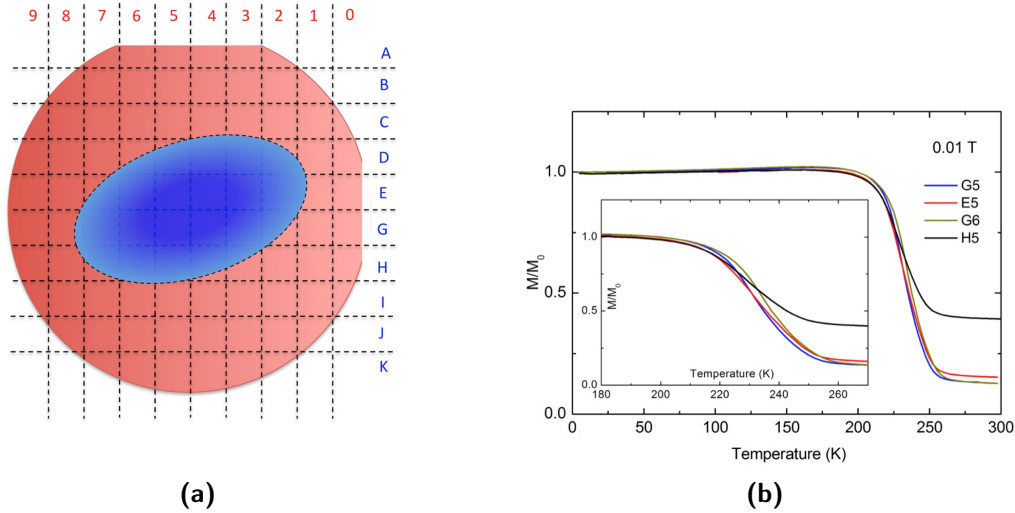 9 8 7 6 5 4 3 2 1 0
A
B
C
D
E
G
H
I
J
K
(a)
0.01 T
G5
E5
G6
H5
M/M0
1.0
0.5
0.0
0 50 100 150 200 250 300
Temperature (K)
M/M0
1.0
0.5
0.0
Temperature (K)
180 200 220 240 260
(b)